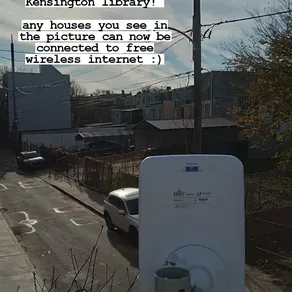 Kensington library!
any houses you see in
the picture can now be
connected to free
wireless internet :)